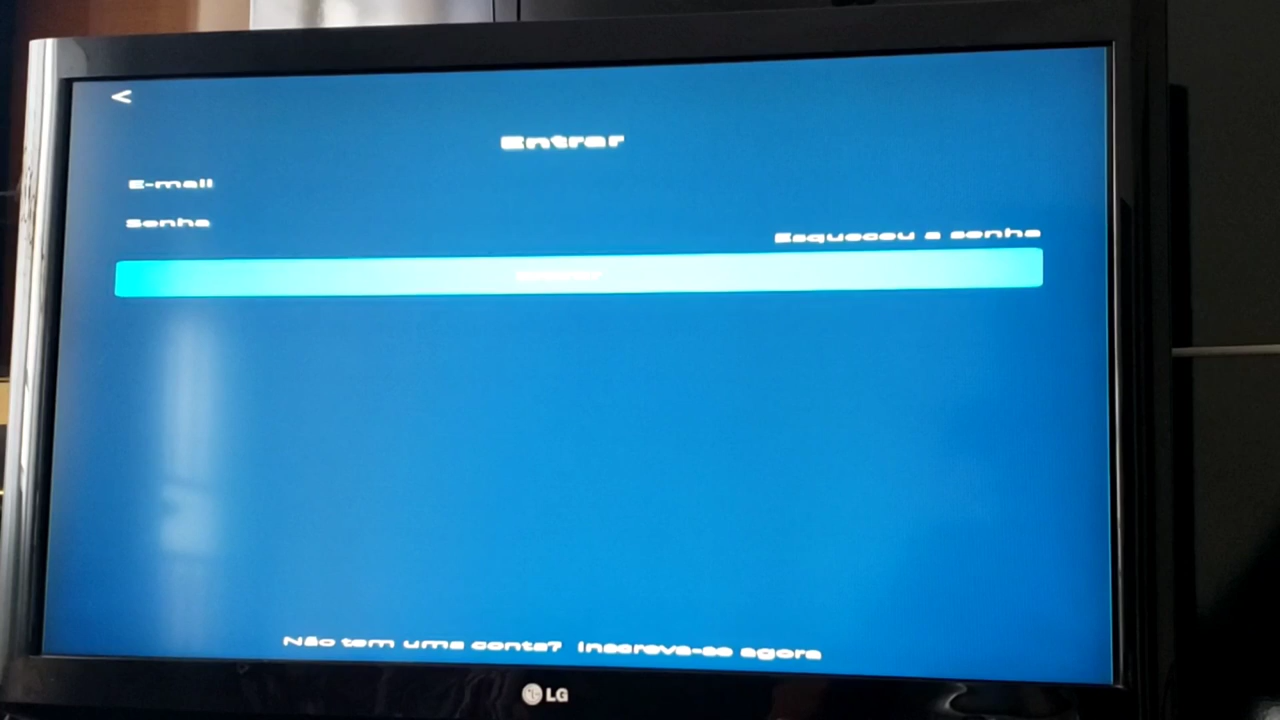 <
Entrar
E-mail
Senha
Esqueceu a senha
Não tem uma conta? Inscreva-se agora
LG